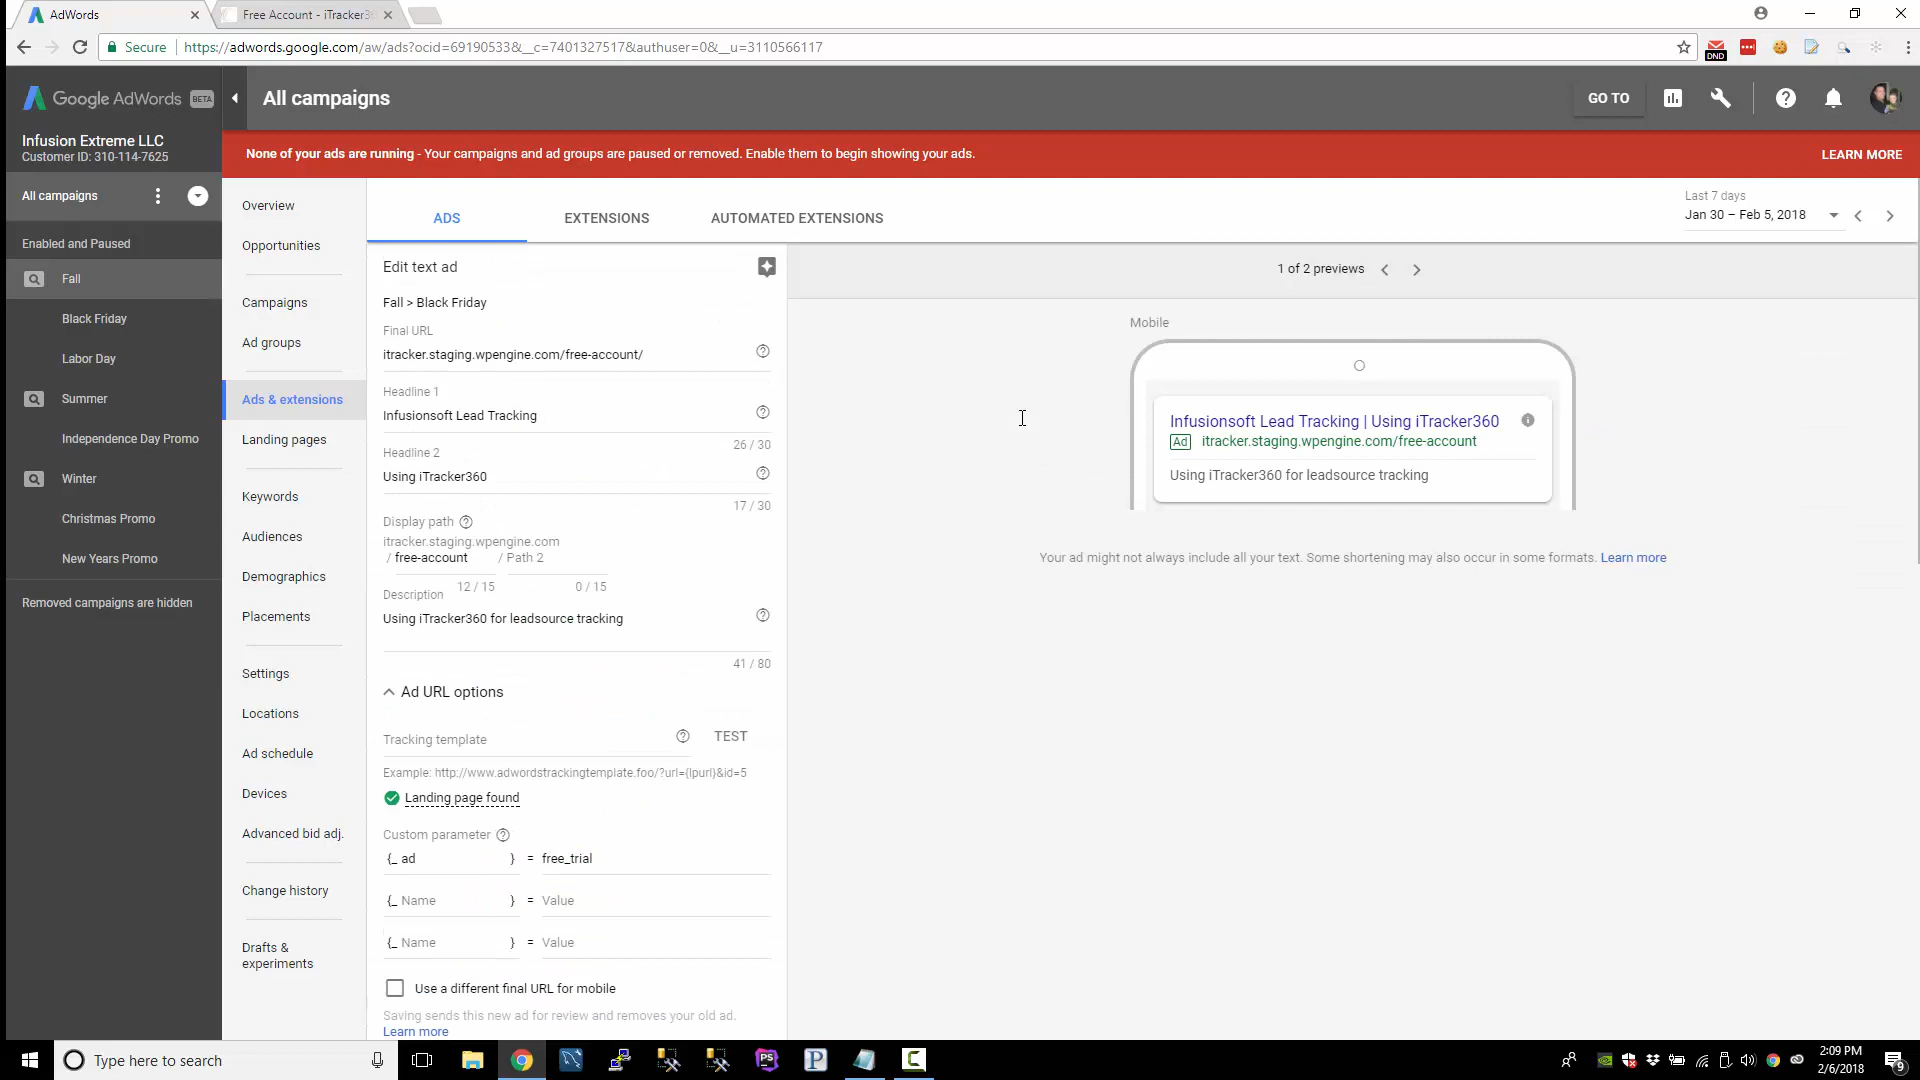 AdWords
Free Account - iTracker3
Secure
https://adwords.google.com/aw/ads?ocid=69190533&__c=7401327517&authuser=0&__u=3110566117
DND
Google AdWords BETA
All campaigns
GO TO
Infusion Extreme LLC
Customer ID: 310-114-7625
None of your ads are running - Your campaigns and ad groups are paused or removed. Enable them to begin showing your ads.
LEARN MORE
All campaigns
Enabled and Paused
Fall
Black Friday
Labor Day
Summer
Independence Day Promo
Winter
Christmas Promo
New Years Promo
Removed campaigns are hidden
Overview
Opportunities
Campaigns
Ad groups
Ads & extensions
Landing pages
Keywords
Audiences
Demographics
Placements
Settings
Locations
Ad schedule
Devices
Advanced bid adj.
Change history
Drafts &
experiments
ADS
EXTENSIONS
AUTOMATED EXTENSIONS
Last 7 days
Jan 30 – Feb 5, 2018
Edit text ad
Fall > Black Friday
Final URL
itracker.staging.wpengine.com/free-account/
Headline 1
Infusionsoft Lead Tracking
26 / 30
Headline 2
Using iTracker360
17 / 30
Display path
itracker.staging.wpengine.com
/ free-account / Path 2
12 / 15 0 / 15
Description
Using iTracker360 for leadsource tracking
41 / 80
Ad URL options
Tracking template
TEST
Example: http://www.adwordstrackingtemplate.foo/?url={lpurl}&id=5
Landing page found
Custom parameter
{_ ad } = free_trial
{_ Name } = Value
{_ Name } = Value
Use a different final URL for mobile
Saving sends this new ad for review and removes your old ad.
Learn more
1 of 2 previews
Mobile
Infusionsoft Lead Tracking | Using iTracker360
Ad itracker.staging.wpengine.com/free-account
Using iTracker360 for leadsource tracking
Your ad might not always include all your text. Some shortening may also occur in some formats. Learn more
Type here to search
PS
P
C
2:09 PM
2/6/2018
9